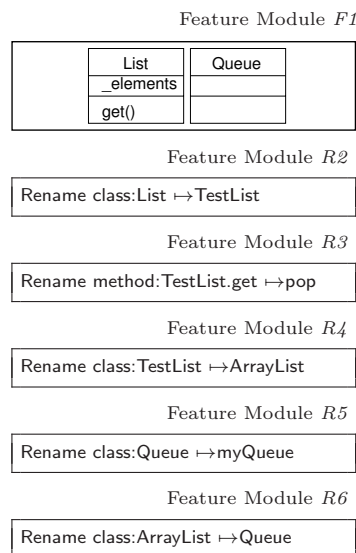 Feature Module F1
List Queue
_elements
get()
Feature Module R2
Rename class:List ↦TestList
Feature Module R3
Rename method:TestList.get ↦pop
Feature Module R4
Rename class:TestList ↦ArrayList
Feature Module R5
Rename class:Queue ↦myQueue
Feature Module R6
Rename class:ArrayList ↦Queue